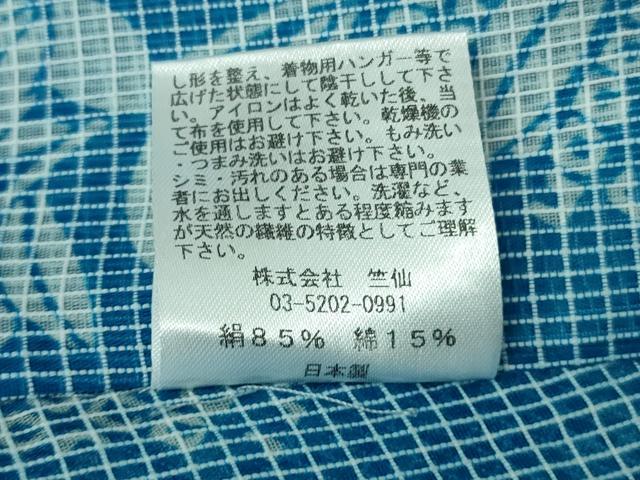 し形を整え、着物用ハンガー等で
広げた状態にして陰干しして下さ
い。アイロンはよく乾いた後、当
て布を使用して下さい。乾燥機の
ご使用はお避け下さい。もみ洗い
・つまみ洗いはお避け下さい。
シミ・汚れのある場合は専門の業
者にお出しください。洗濯など、
水を通しますとある程度縮みます
が天然の繊維の特徴としてご理解
下さい。
株式会社 竺仙
03-5202-0991
絹85% 綿15%
日本製